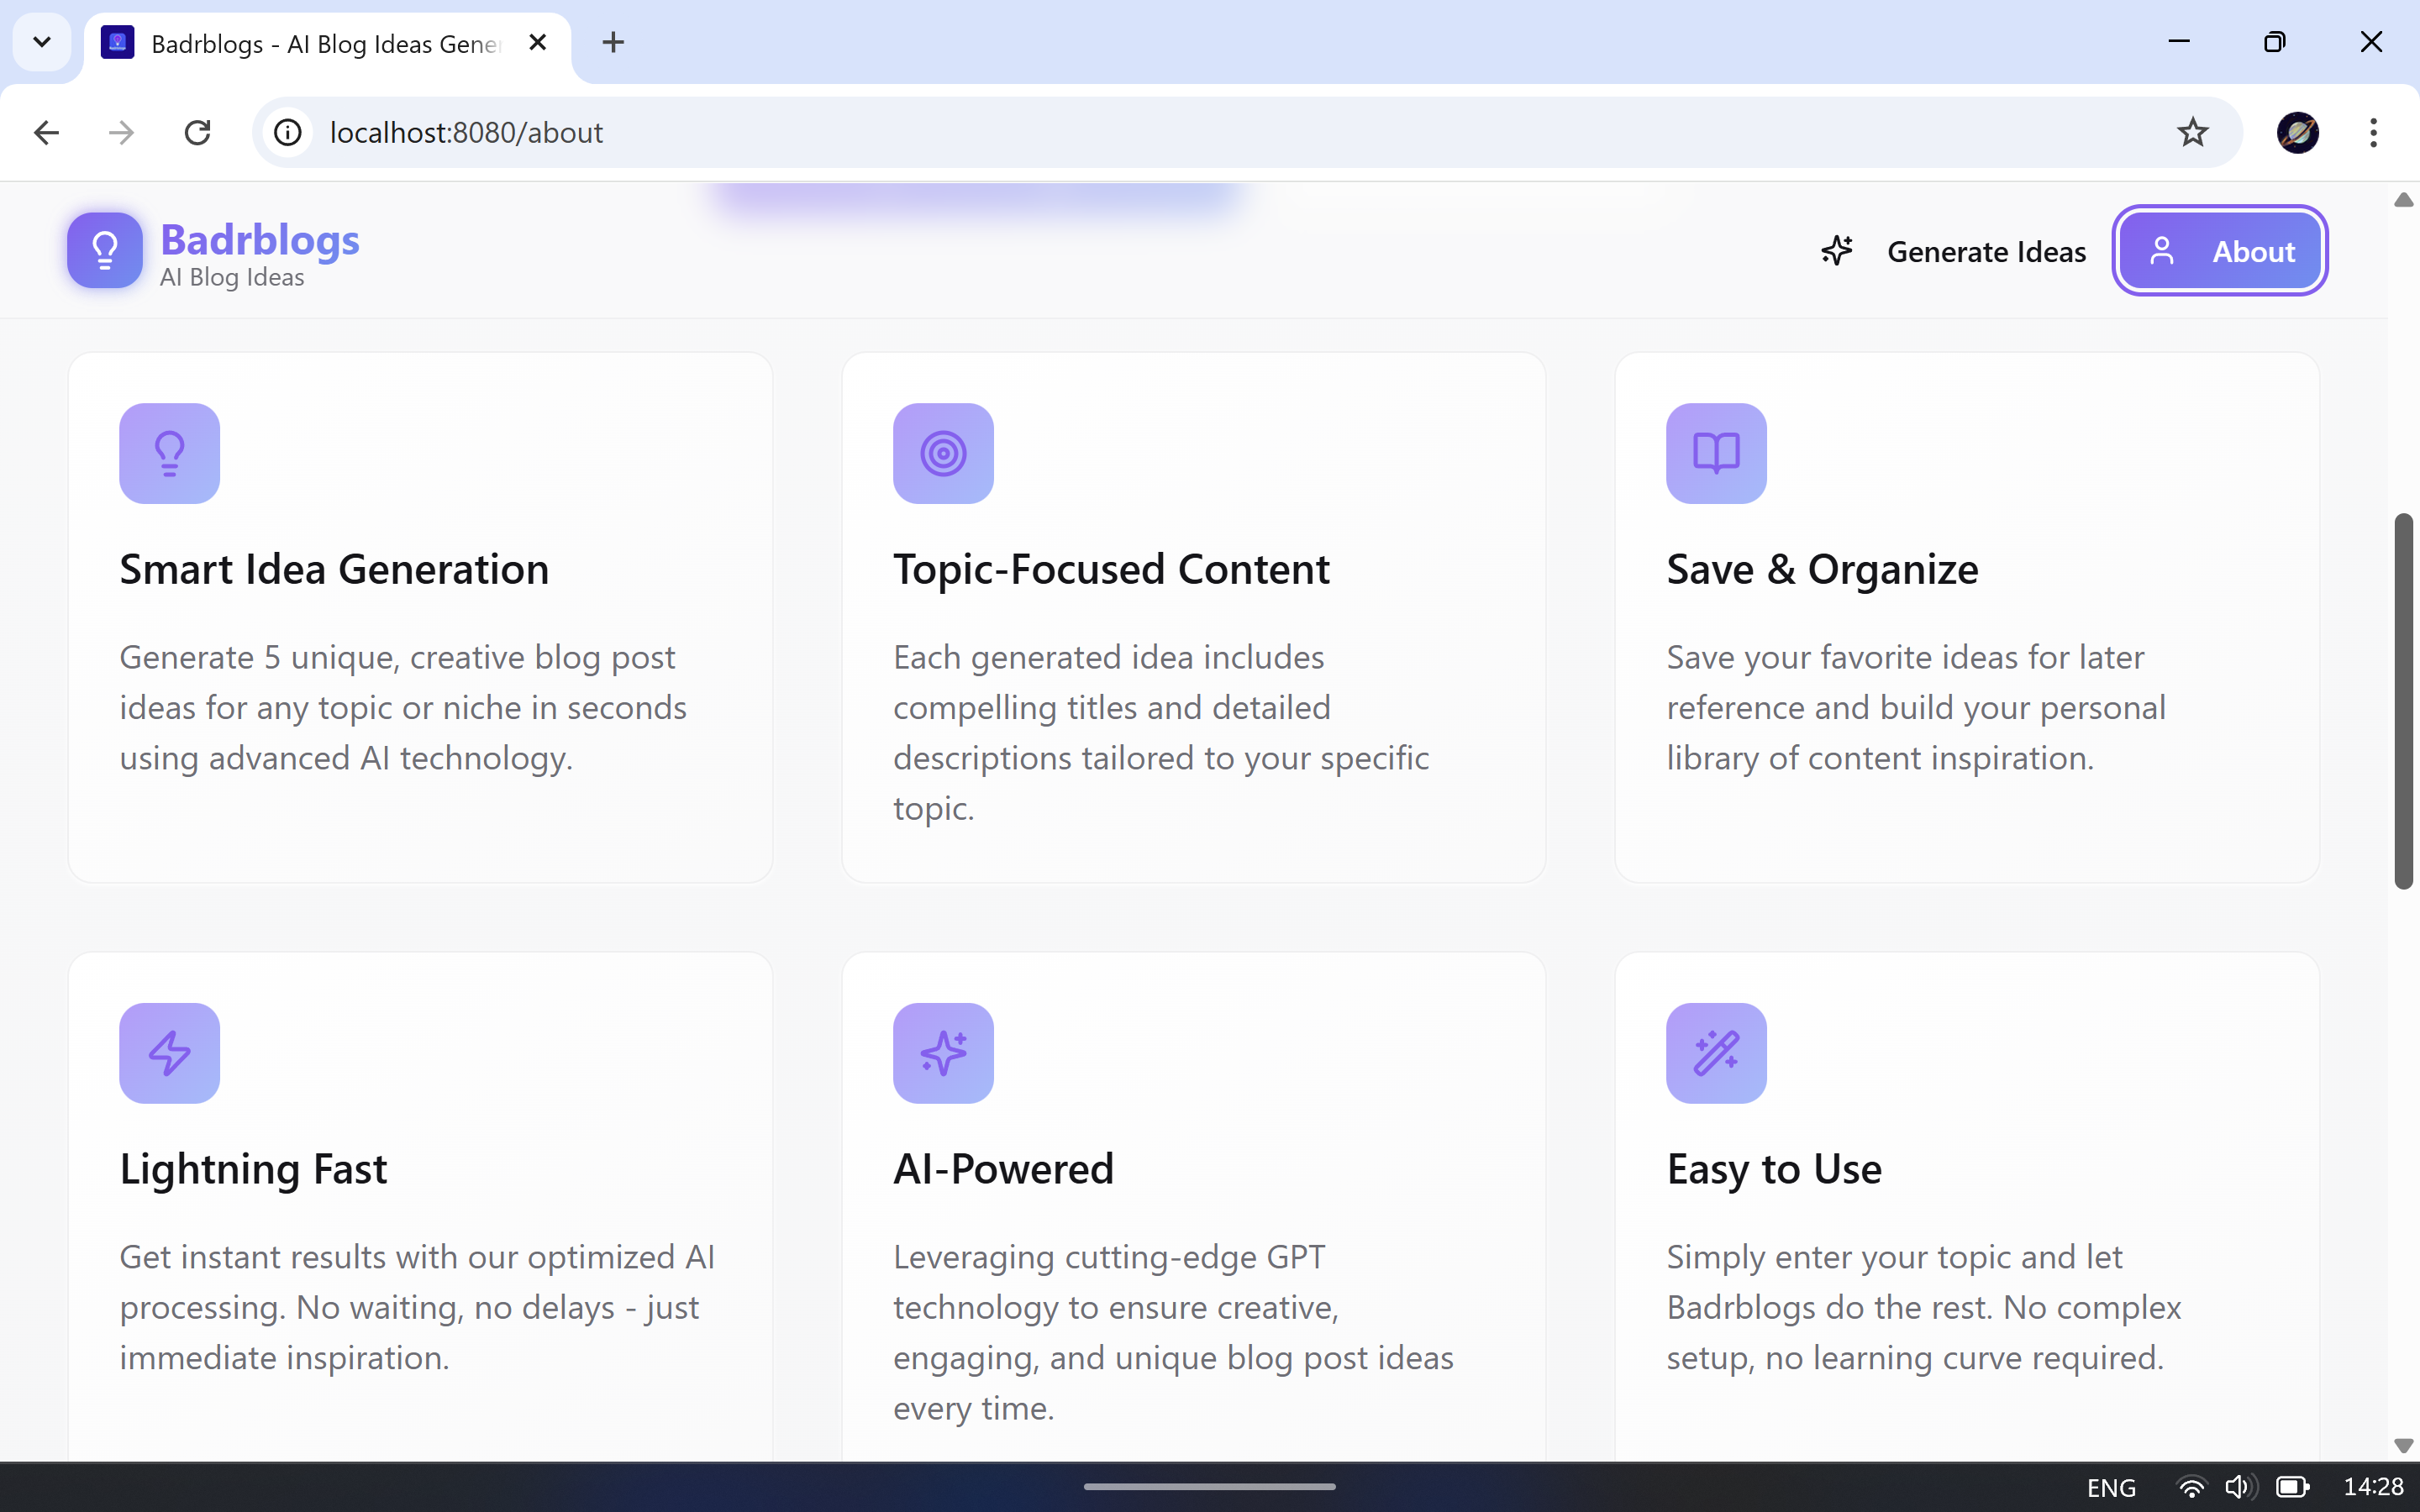 Badrblogs - AI Blog Ideas Gene
localhost:8080/about
Badrblogs
AI Blog Ideas
Generate Ideas
About
Smart Idea Generation
Generate 5 unique, creative blog post
ideas for any topic or niche in seconds
using advanced AI technology.
Topic-Focused Content
Each generated idea includes
compelling titles and detailed
descriptions tailored to your specific
topic.
Save & Organize
Save your favorite ideas for later
reference and build your personal
library of content inspiration.
Lightning Fast
Get instant results with our optimized AI
processing. No waiting, no delays - just
immediate inspiration.
AI-Powered
Leveraging cutting-edge GPT
technology to ensure creative,
engaging, and unique blog post ideas
every time.
Easy to Use
Simply enter your topic and let
Badrblogs do the rest. No complex
setup, no learning curve required.
ENG
14:28